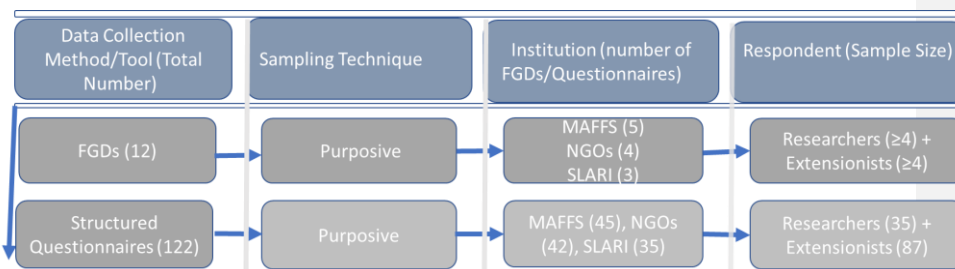 Data Collection
Method/Tool (Total
Number)
Sampling Technique
Institution (number of
FGDs/Questionnaires)
Respondent (Sample Size)
FGDs (12)
Purposive
MAFFS (5)
NGOs (4)
SLARI (3)
Researchers (≥4) +
Extensionists (≥4)
Structured
Questionnaires (122)
Purposive
MAFFS (45), NGOs
(42), SLARI (35)
Researchers (35) +
Extensionists (87)